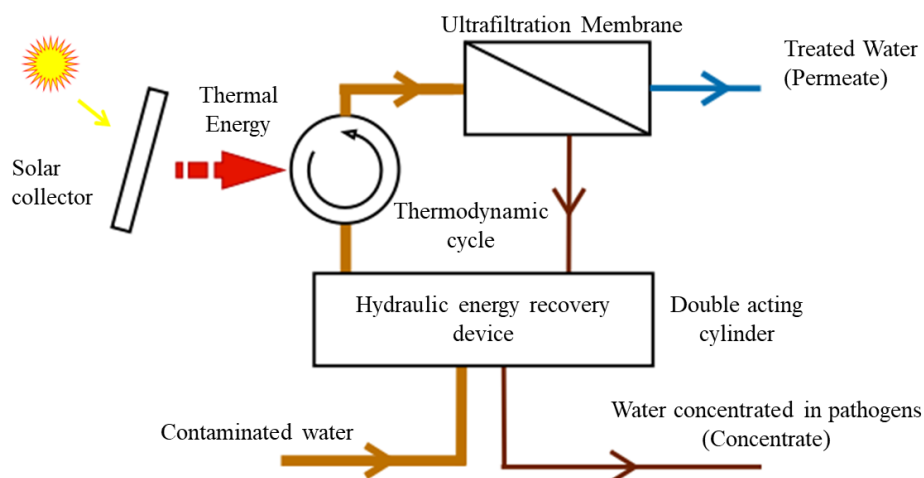 Ultrafiltration Membrane
Treated Water
(Permeate)
Thermal
Energy
Solar
collector
Thermodynamic
cycle
Hydraulic energy recovery
device
Double acting
cylinder
Contaminated water
Water concentrated in pathogens
(Concentrate)